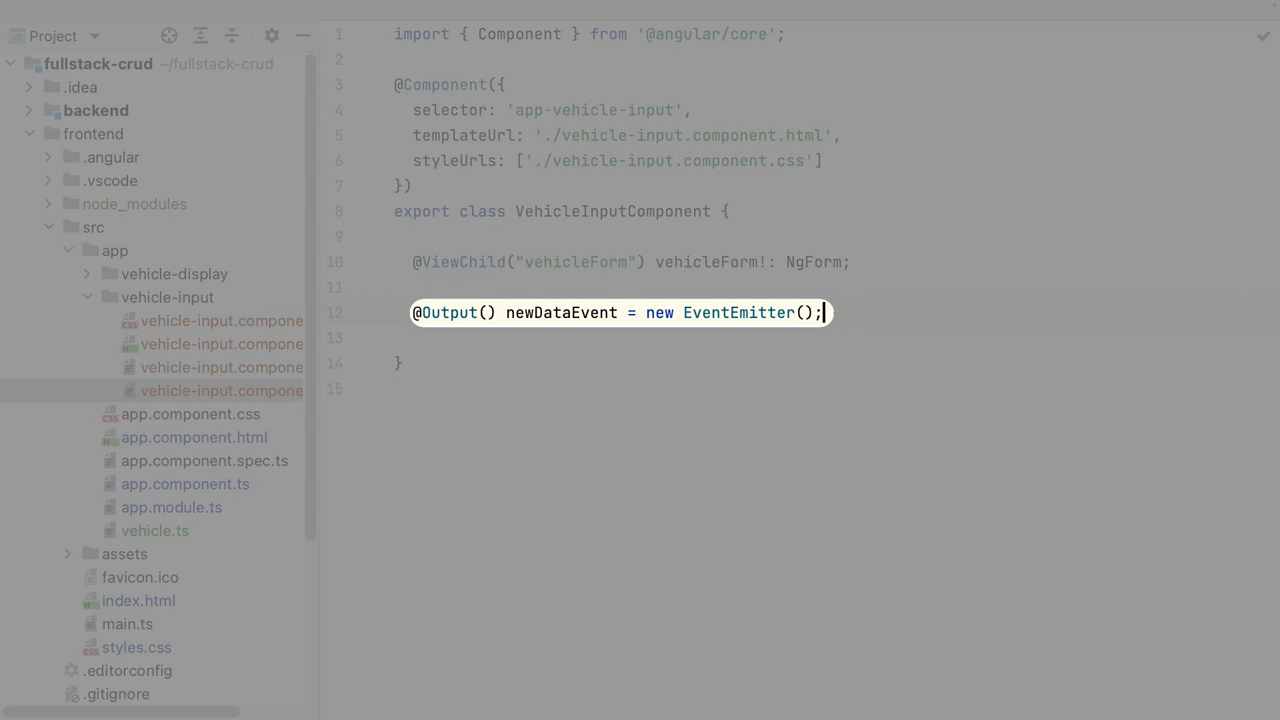 Project
fullstack-crud ~/fullstack-crud
.idea
backend
frontend
.angular
.vscode
node_modules
src
app
vehicle-display
vehicle-input
vehicle-input.compone
vehicle-input.compone
vehicle-input.compone
vehicle-input.compone
app.component.css
app.component.html
app.component.spec.ts
app.component.ts
app.module.ts
vehicle.ts
assets
favicon.ico
index.html
main.ts
styles.css
.editorconfig
.gitignore
1 import { Component } from '@angular/core';
2
3 @Component({
4 selector: 'app-vehicle-input',
5 templateUrl: './vehicle-input.component.html',
6 styleUrls: ['./vehicle-input.component.css']
7 })
8 export class VehicleInputComponent {
9
10 @ViewChild("vehicleForm") vehicleForm!: NgForm;
11
12 @Output() newDataEvent = new EventEmitter();
13
14 }
15